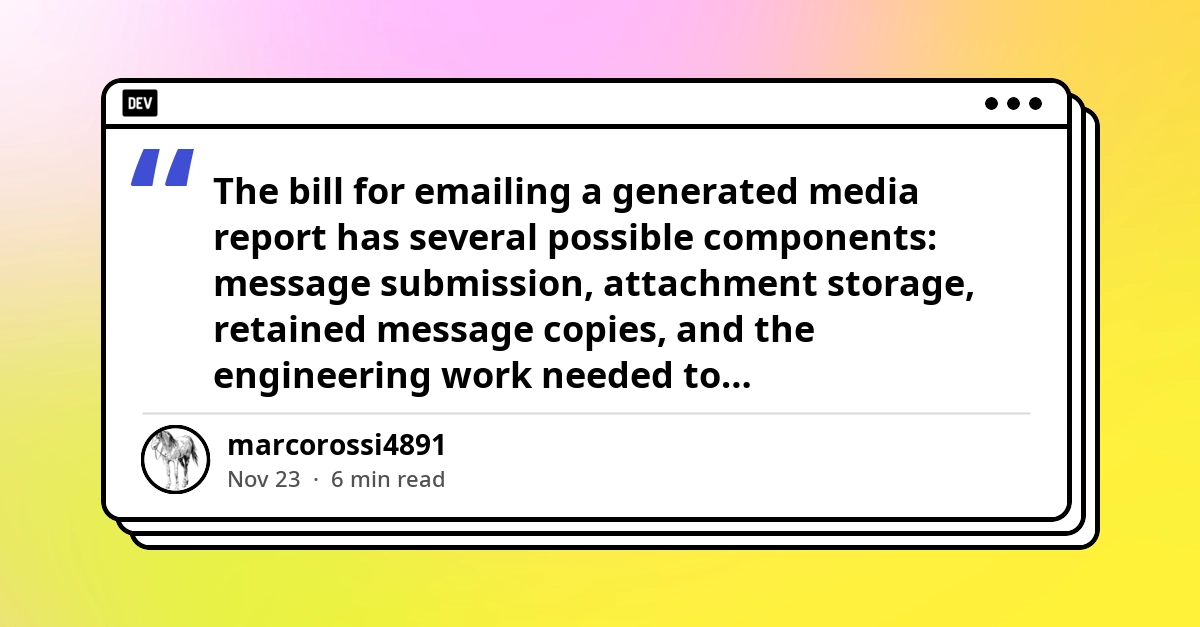 DEV
“
The bill for emailing a generated media
report has several possible components:
message submission, attachment storage,
retained message copies, and the
engineering work needed to...
marcorossi4891
Nov 23 · 6 min read